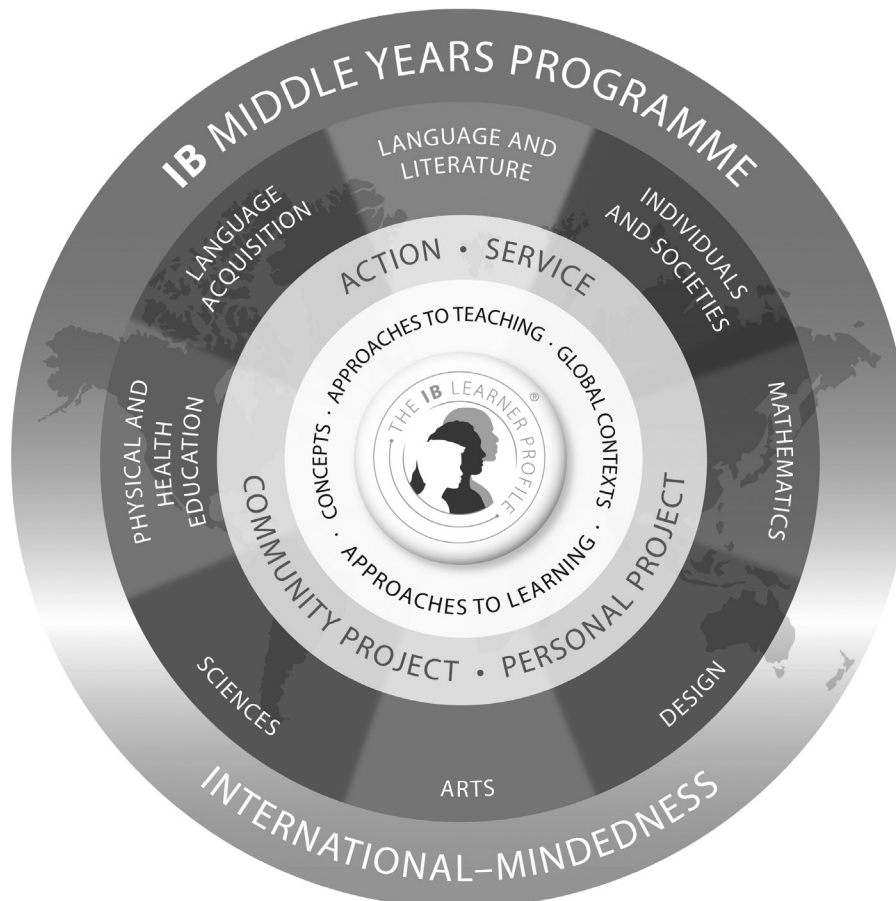 IB MIDDLE YEARS PROGRAMME
LANGUAGE AND
LITERATURE
INDIVIDUALS
AND SOCIETIES
MATHEMATICS
DESIGN
ARTS
SCIENCES
PHYSICAL AND
HEALTH
EDUCATION
LANGUAGE
ACQUISITION
ACTION • SERVICE
PERSONAL PROJECT •
COMMUNITY PROJECT
APPROACHES TO TEACHING •
GLOBAL CONTEXTS •
APPROACHES TO LEARNING •
CONCEPTS •
THE IB LEARNER PROFILE
®
INTERNATIONAL–MINDEDNESS